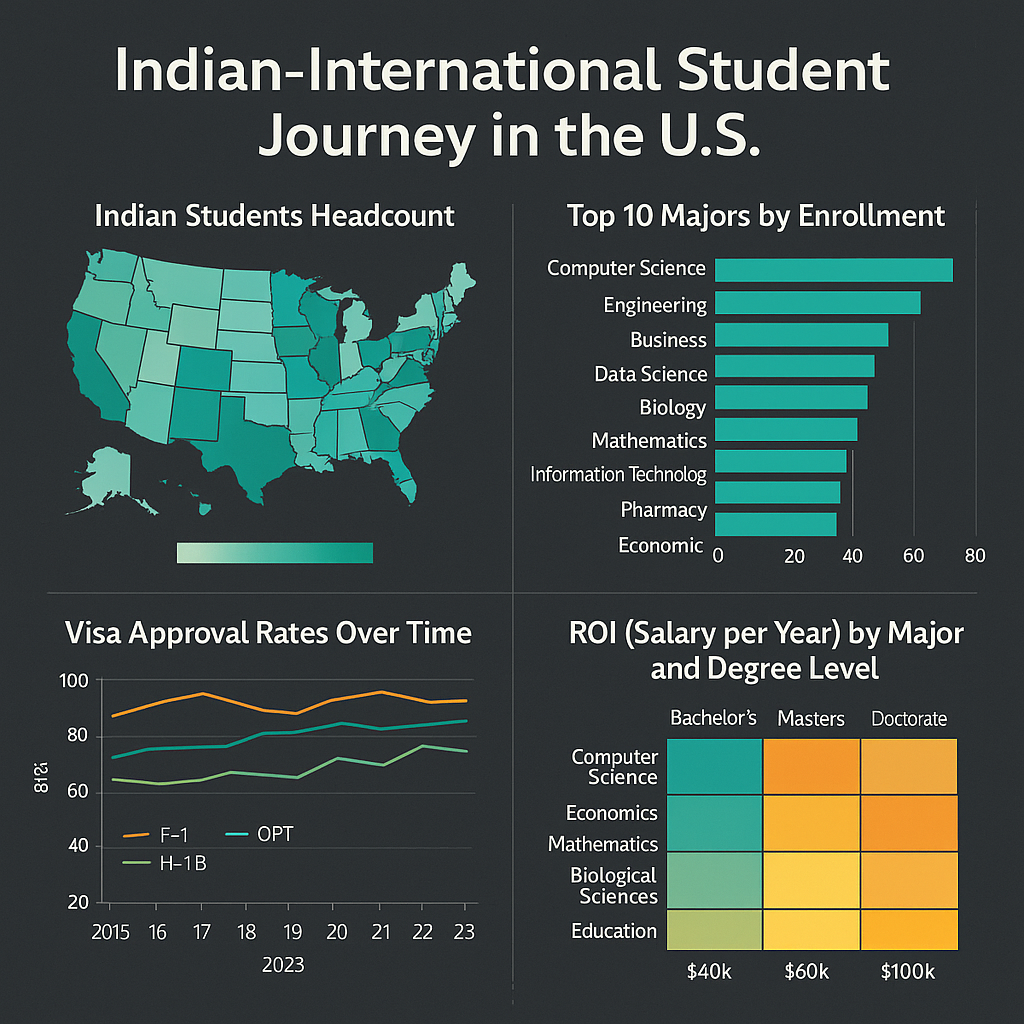 Indian-International Student
Journey in the U.S.
Indian Students Headcount
Top 10 Majors by Enrollment
Computer Science
Engineering
Business
Data Science
Biology
Mathematics
Information Technolog
Pharmacy
Economic
0 20 40 60 80
Visa Approval Rates Over Time
100
80
60
40
20
F-1 OPT
H-1B
2015 16 17 18 19 20 21 22 23
2023
ROI (Salary per Year) by Major
and Degree Level
Bachelor's Masters Doctorate
Computer
Science
Economics
Mathematics
Biological
Sciences
Education
$40k $60k $100k